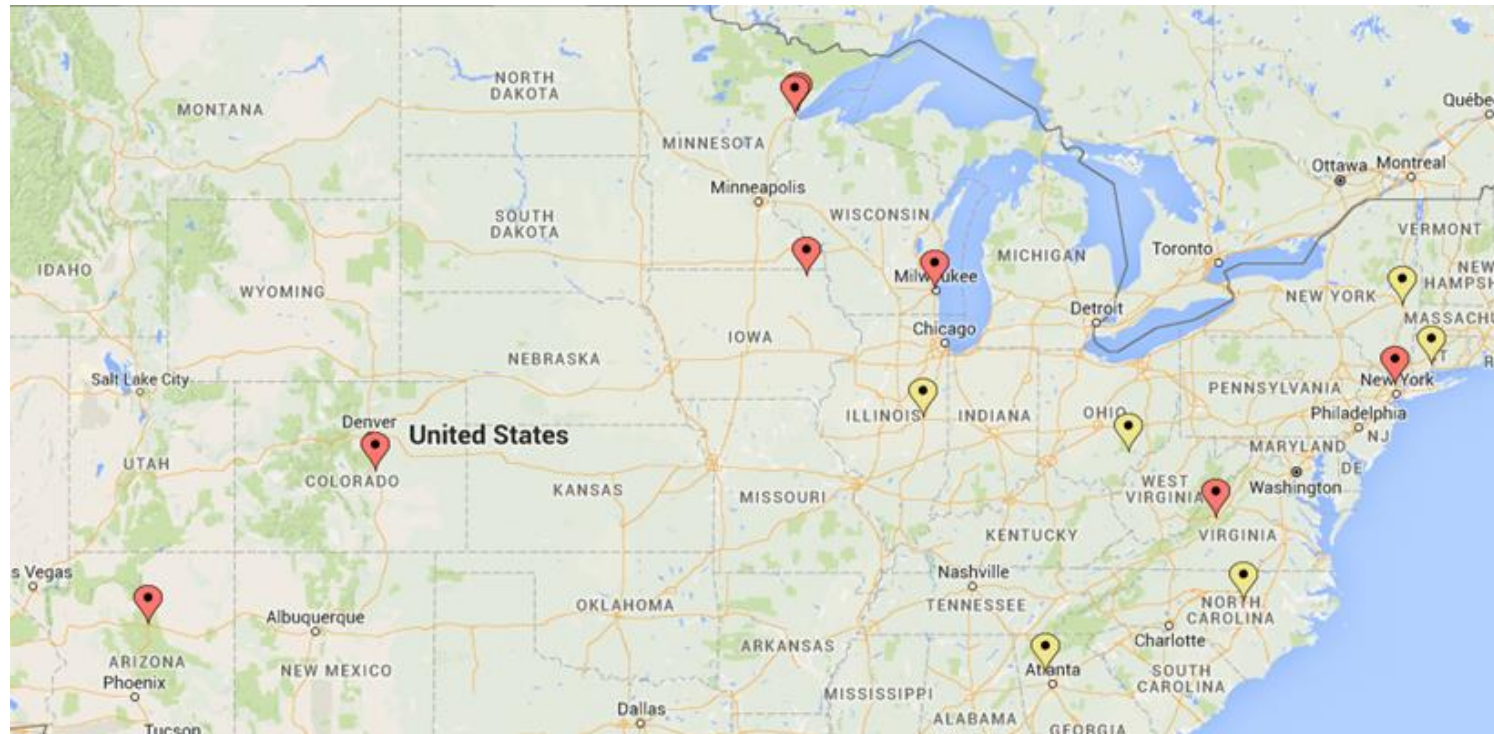 NORTH
DAKOTA
MONTANA
Québe
MINNESOTA
Ottawa
Montreal
Minneapolis
WISCONSIN
SOUTH
DAKOTA
VERMONT
MICHIGAN
Toronto
IDAHO
NEW
HAMPSH
WYOMING
NEW YORK
Detroit
MASSACHU
Chicago
IOWA
NEBRASKA
Salt Lake City
New York
PENNSYLVANIA
ILLINOIS
INDIANA
OHIO
Philadelphia
NJ
Denver
United States
MARYLAND
DE
UTAH
COLORADO
WEST
VIRGINIA
Washington
KANSAS
MISSOURI
KENTUCKY
VIRGINIA
s Vegas
Nashville
TENNESSEE
OKLAHOMA
NORTH
CAROLINA
Albuquerque
Charlotte
ARKANSAS
ARIZONA
NEW MEXICO
Atlanta
SOUTH
CAROLINA
Phoenix
MISSISSIPPI
Dallas
ALABAMA
GEORGIA
Tucson